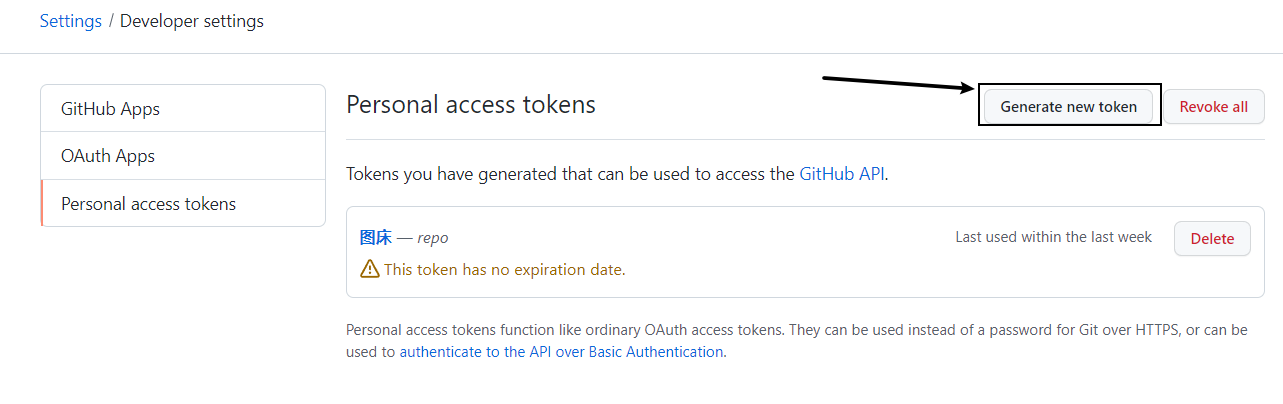 Settings / Developer settings
GitHub Apps
OAuth Apps
Personal access tokens
Personal access tokens
Generate new token
Revoke all
Tokens you have generated that can be used to access the GitHub API.
图床 — repo
Last used within the last week
Delete
This token has no expiration date.
Personal access tokens function like ordinary OAuth access tokens. They can be used instead of a password for Git over HTTPS, or can be
used to authenticate to the API over Basic Authentication.